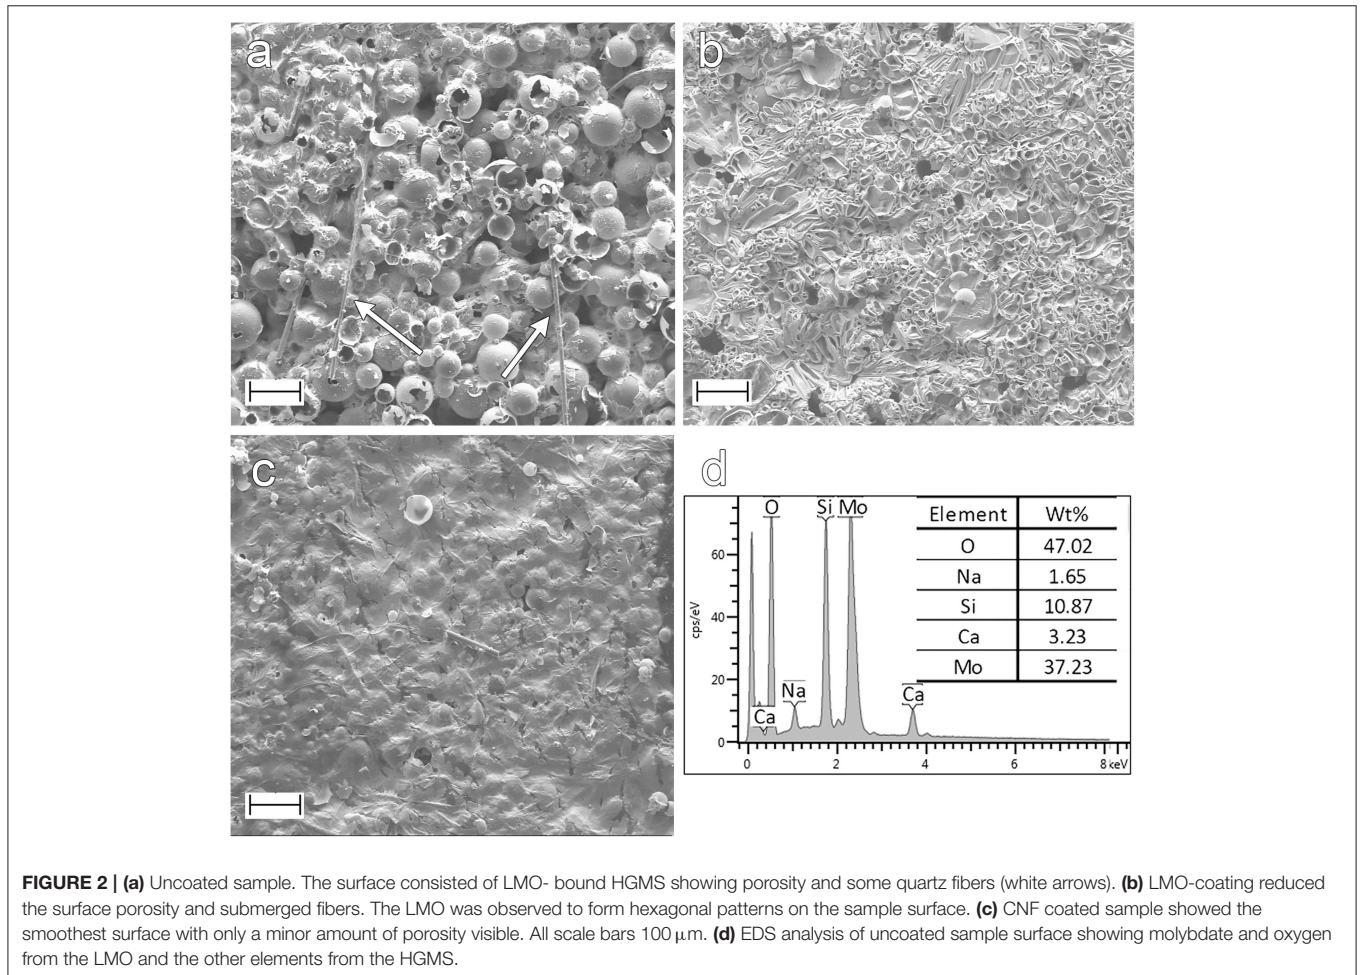 a
b
c
d
O Si Mo
Na
Ca
Ca
60
40
20
0
cps/eV
0 2 4 6 8 keV
Element Wt%
O 47.02
Na 1.65
Si 10.87
Ca 3.23
Mo 37.23
FIGURE 2 | (a) Uncoated sample. The surface consisted of LMO- bound HGMS showing porosity and some quartz fibers (white arrows). (b) LMO-coating reduced
the surface porosity and submerged fibers. The LMO was observed to form hexagonal patterns on the sample surface. (c) CNF coated sample showed the
smoothest surface with only a minor amount of porosity visible. All scale bars 100 μm. (d) EDS analysis of uncoated sample surface showing molybdate and oxygen
from the LMO and the other elements from the HGMS.